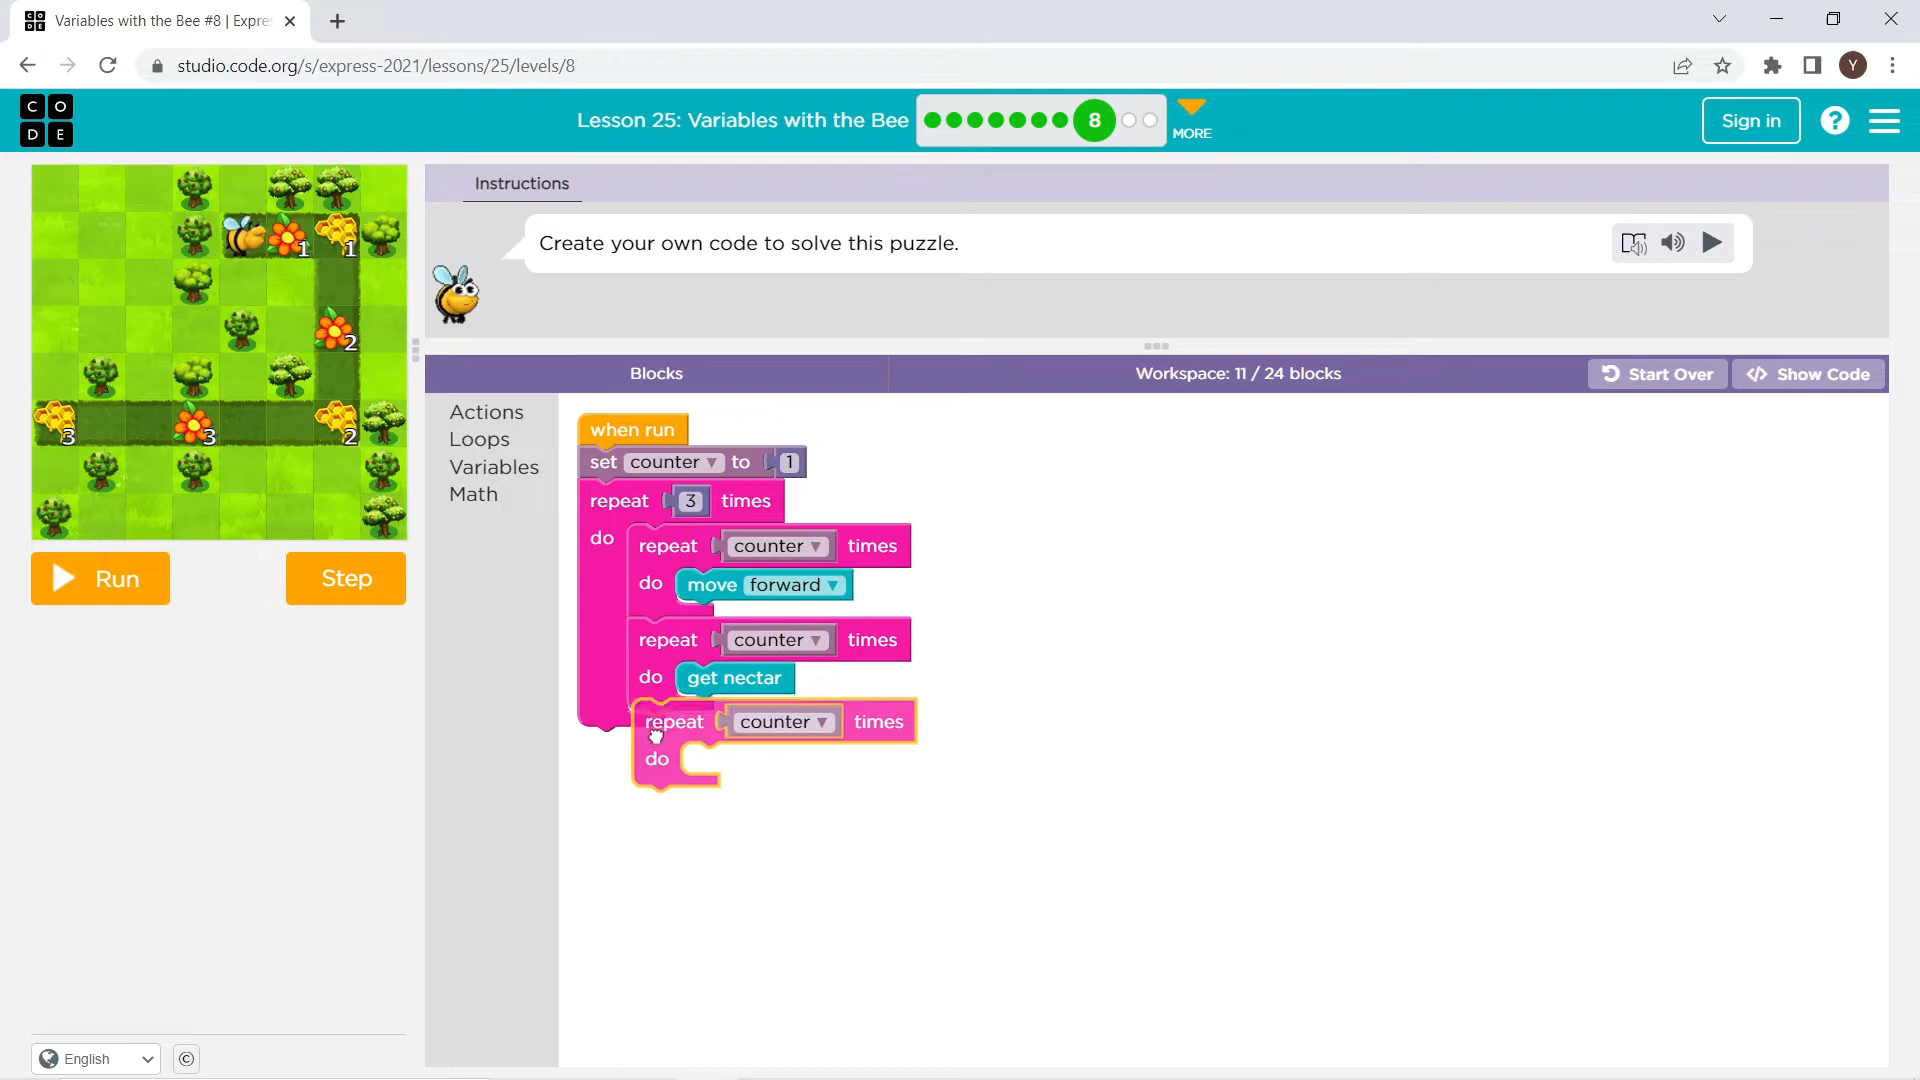 Variables with the Bee #8 | Expre
studio.code.org/s/express-2021/lessons/25/levels/8
Y
C O
D E
Lesson 25: Variables with the Bee
8
MORE
Sign in
?
Instructions
Create your own code to solve this puzzle.
1
1
2
3
3
2
Run
Step
Blocks
Workspace: 11 / 24 blocks
Start Over
Show Code
Actions
Loops
Variables
Math
when run
set counter to 1
repeat 3 times
do
repeat counter times
do move forward
repeat counter times
do get nectar
repeat counter times
do
English
©